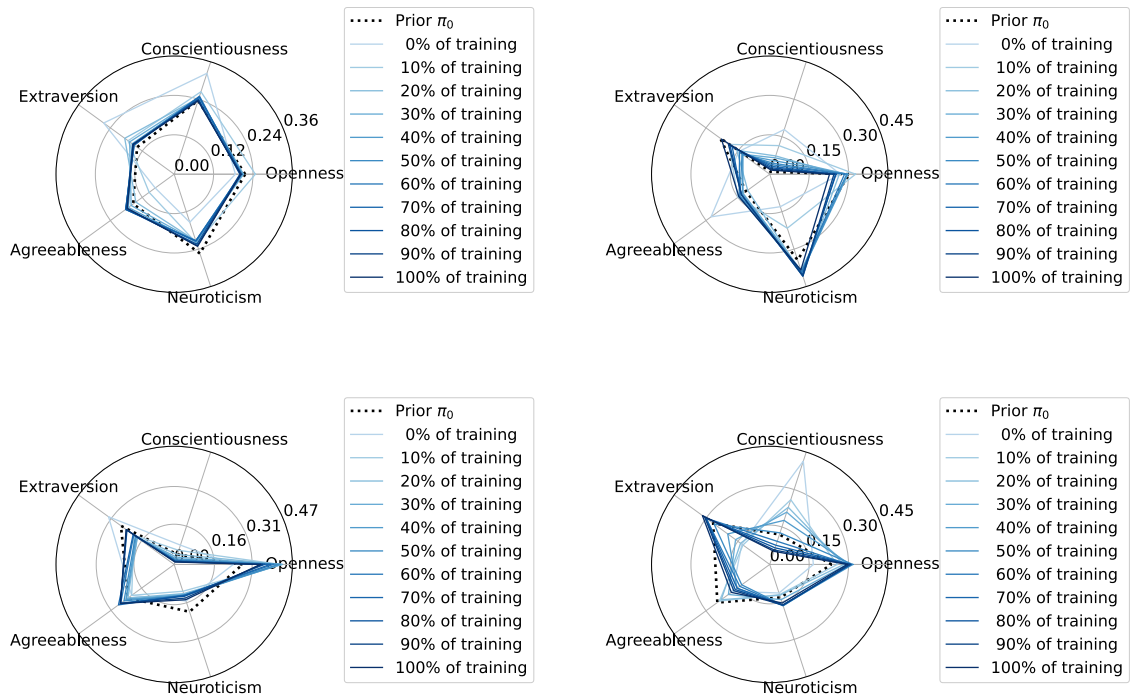 Prior π₀
0% of training
10% of training
20% of training
30% of training
40% of training
50% of training
60% of training
70% of training
80% of training
90% of training
100% of training
Conscientiousness
Extraversion
Openness
Agreeableness
Neuroticism
0.00
0.12
0.24
0.36
Prior π₀
0% of training
10% of training
20% of training
30% of training
40% of training
50% of training
60% of training
70% of training
80% of training
90% of training
100% of training
Conscientiousness
Extraversion
Openness
Agreeableness
Neuroticism
0.00
0.15
0.30
0.45
Prior π₀
0% of training
10% of training
20% of training
30% of training
40% of training
50% of training
60% of training
70% of training
80% of training
90% of training
100% of training
Conscientiousness
Extraversion
Openness
Agreeableness
Neuroticism
0.00
0.16
0.31
0.47
Prior π₀
0% of training
10% of training
20% of training
30% of training
40% of training
50% of training
60% of training
70% of training
80% of training
90% of training
100% of training
Conscientiousness
Extraversion
Openness
Agreeableness
Neuroticism
0.00
0.15
0.30
0.45